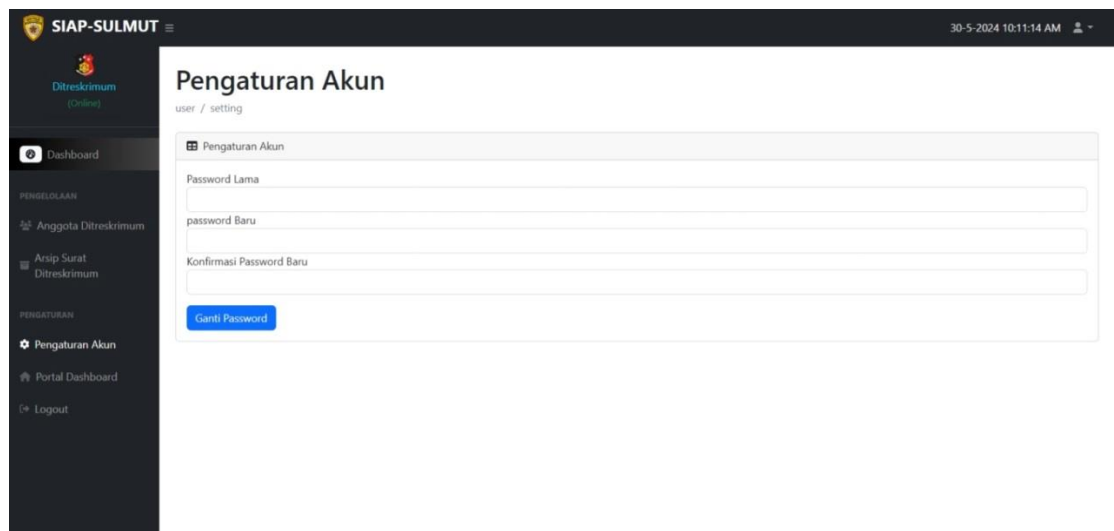 SIAP-SULMUT
30-5-2024 10:11:14 AM
Ditreskrimum
(Online)
Dashboard
PENGELOLAAN
Anggota Ditreskrimum
Arsip Surat
Ditreskrimum
PENGATURAN
Pengaturan Akun
Portal Dashboard
Logout
Pengaturan Akun
user / setting
Pengaturan Akun
Password Lama
password Baru
Konfirmasi Password Baru
Ganti Password